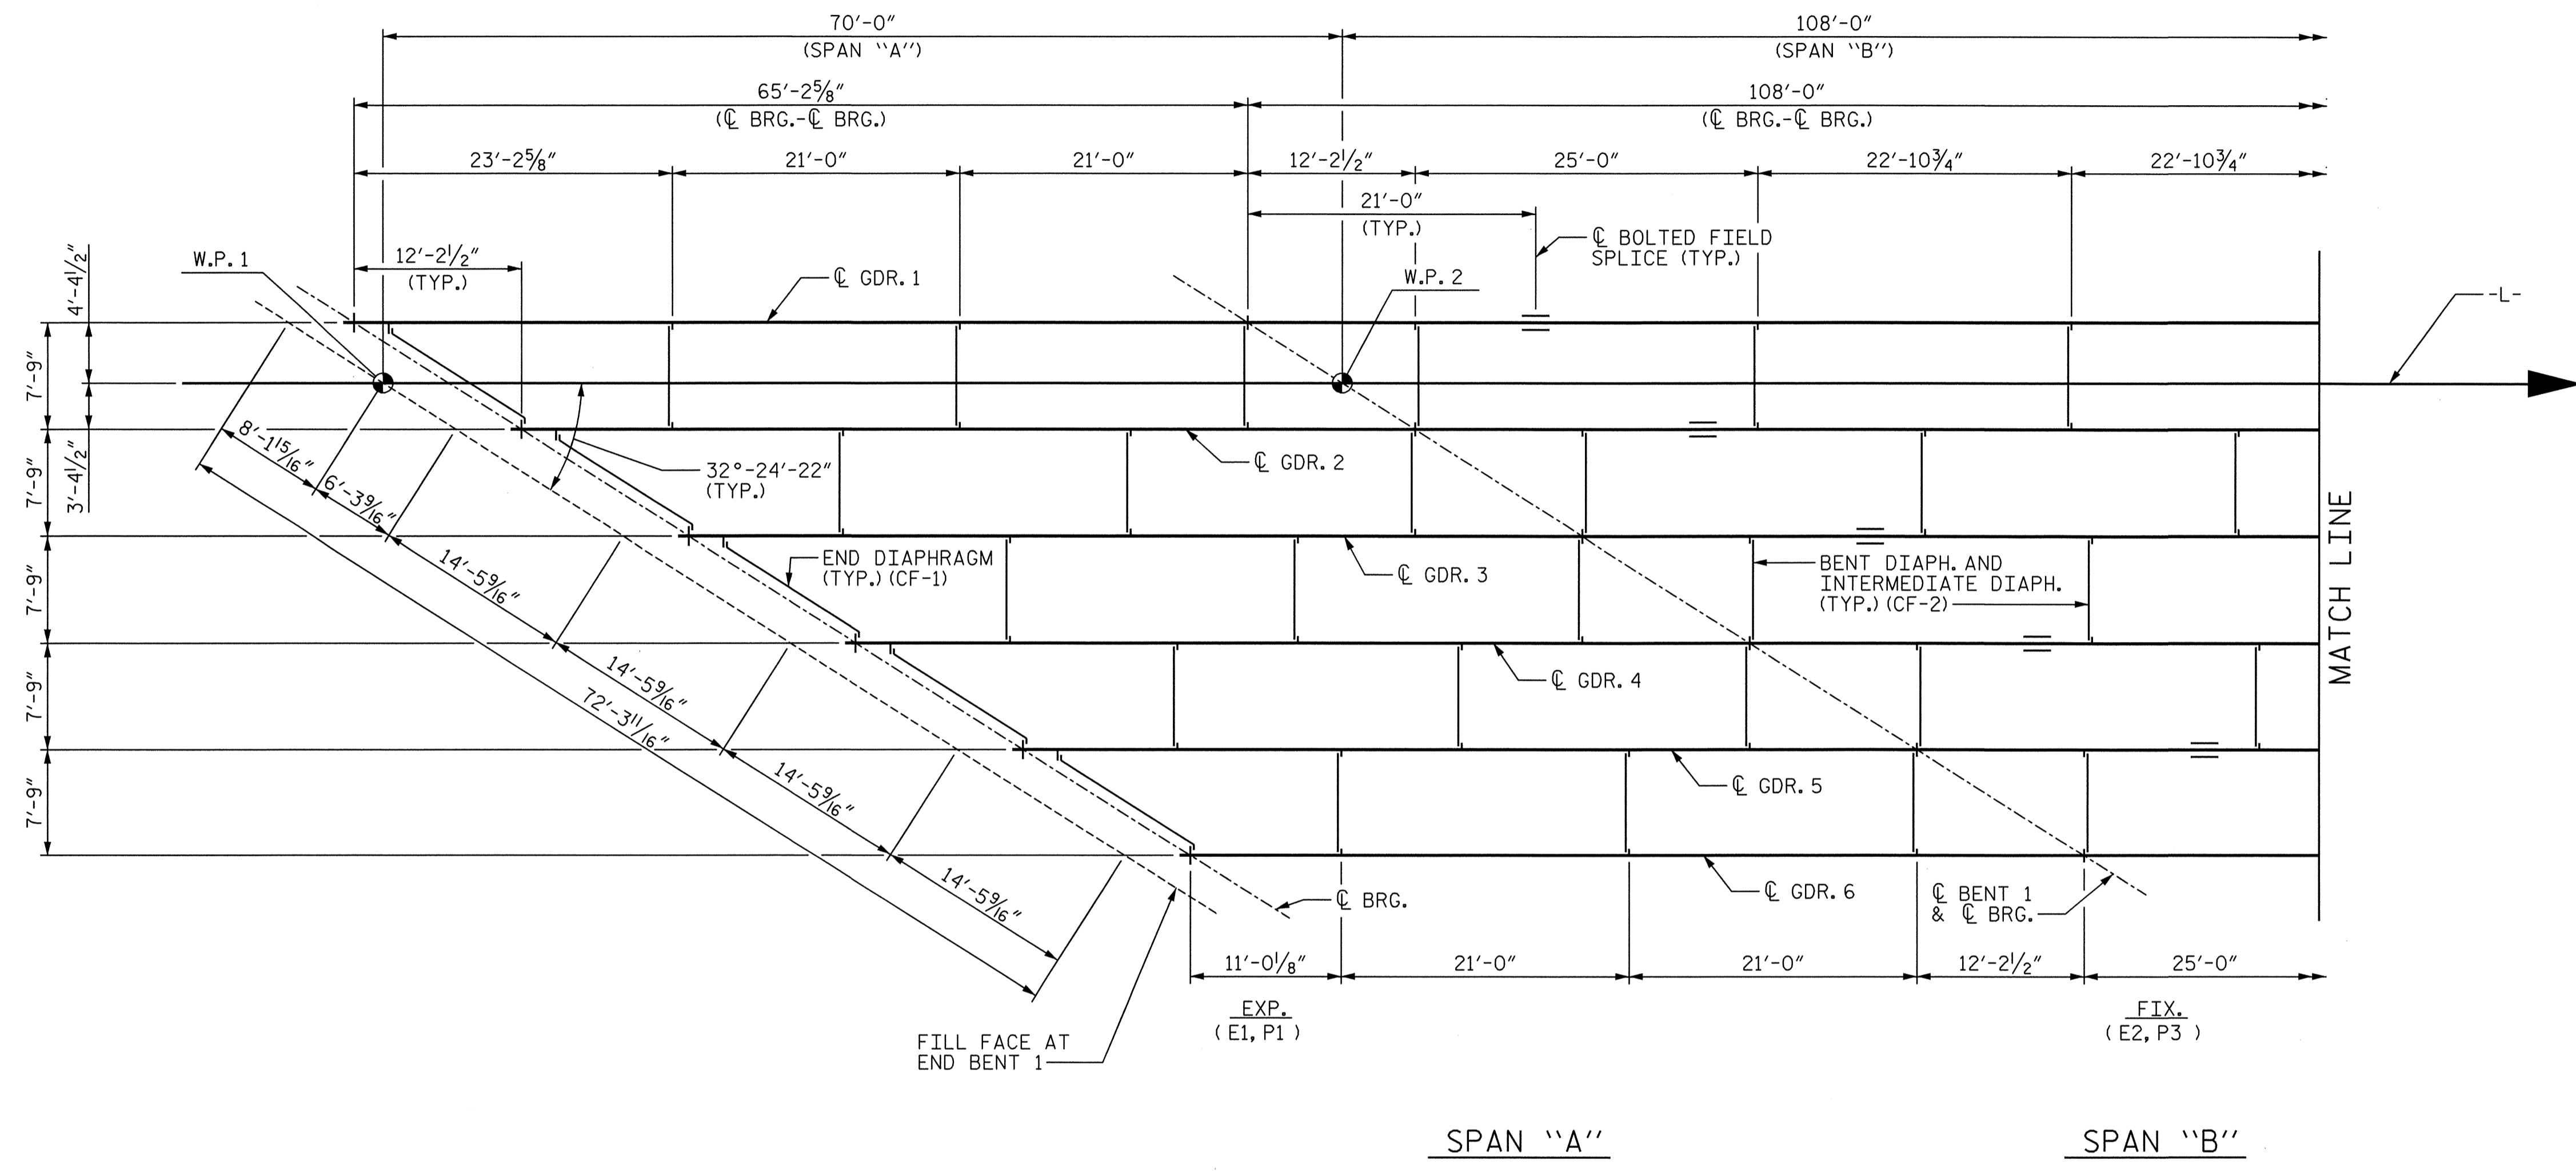 70'-0"
(SPAN "A")
108'-0"
(SPAN "B")
65'-2⅝"
(℄ BRG.-℄ BRG.)
108'-0"
(℄ BRG.-℄ BRG.)
23'-2⅝"
21'-0"
21'-0"
12'-2½"
25'-0"
22'-10¾"
22'-10¾"
21'-0"
(TYP.)
℄ BOLTED FIELD
SPLICE (TYP.)
W.P. 1
12'-2½"
(TYP.)
℄ GDR. 1
W.P. 2
-L-
4'-4½"
3'-4½"
7'-9"
7'-9"
7'-9"
7'-9"
7'-9"
8'-1 15/16"
6'-3 9/16"
14'-5 9/16"
14'-5 9/16"
14'-5 9/16"
14'-5 9/16"
72'-3 11/16"
32°-24'-22"
(TYP.)
℄ GDR. 2
END DIAPHRAGM
(TYP.) (CF-1)
℄ GDR. 3
BENT DIAPH. AND
INTERMEDIATE DIAPH.
(TYP.) (CF-2)
MATCH LINE
℄ GDR. 4
℄ GDR. 5
℄ GDR. 6
℄ BRG.
℄ BENT 1
& ℄ BRG.
11'-0⅛"
21'-0"
21'-0"
12'-2½"
25'-0"
EXP.
( E1, P1 )
FIX.
( E2, P3 )
FILL FACE AT
END BENT 1
SPAN "A"
SPAN "B"